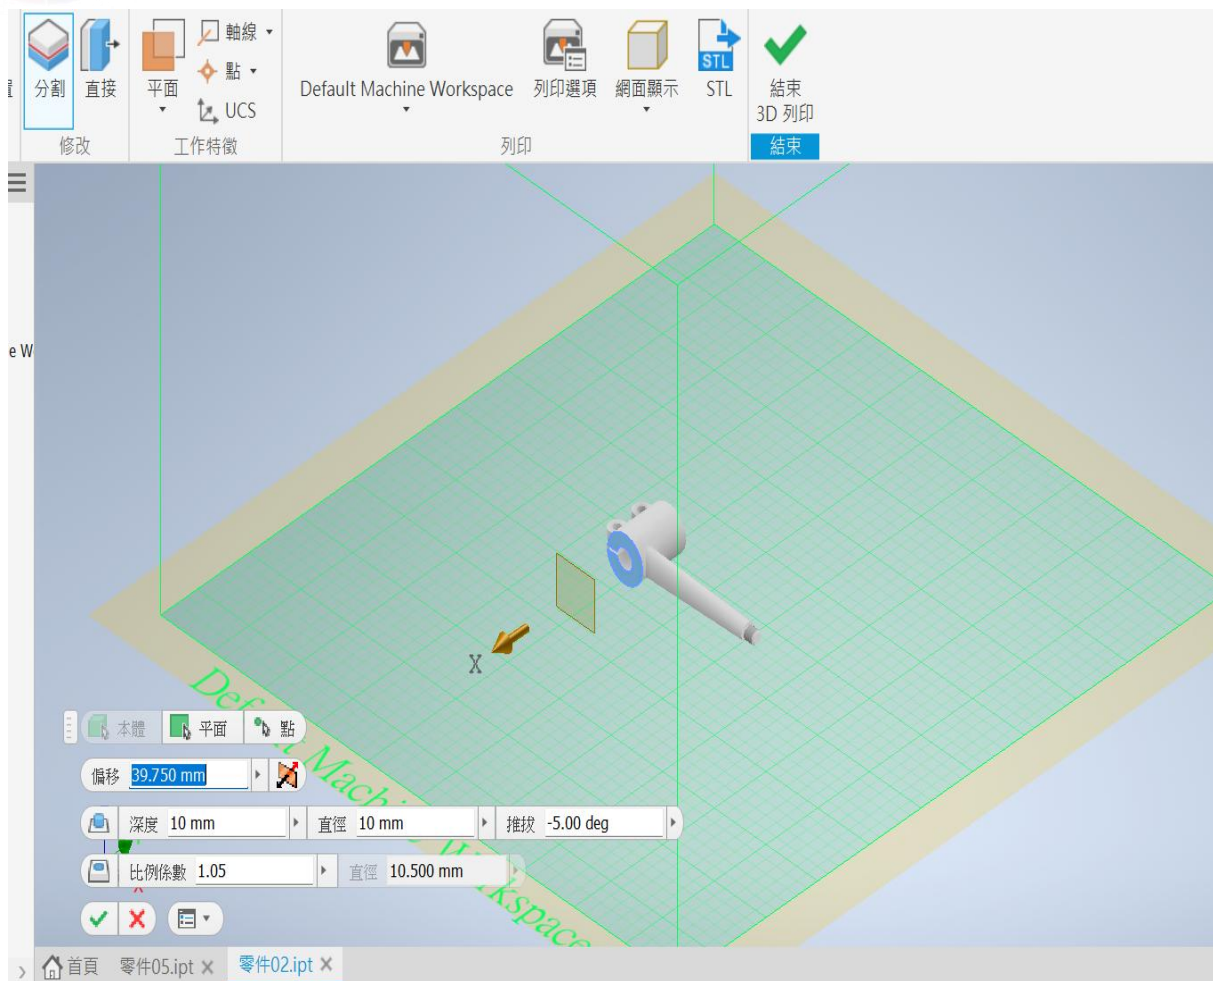 分割
直接
平面
軸線
點
UCS
Default Machine Workspace
列印選項
網面顯示
STL
STL
結束
3D 列印
修改
工作特徵
列印
結束
e W
X
Default Machine Workspace
本體
平面
點
偏移 39.750 mm
深度 10 mm
直徑 10 mm
推拔 -5.00 deg
比例係數 1.05
直徑 10.500 mm
首頁
零件05.ipt
零件02.ipt